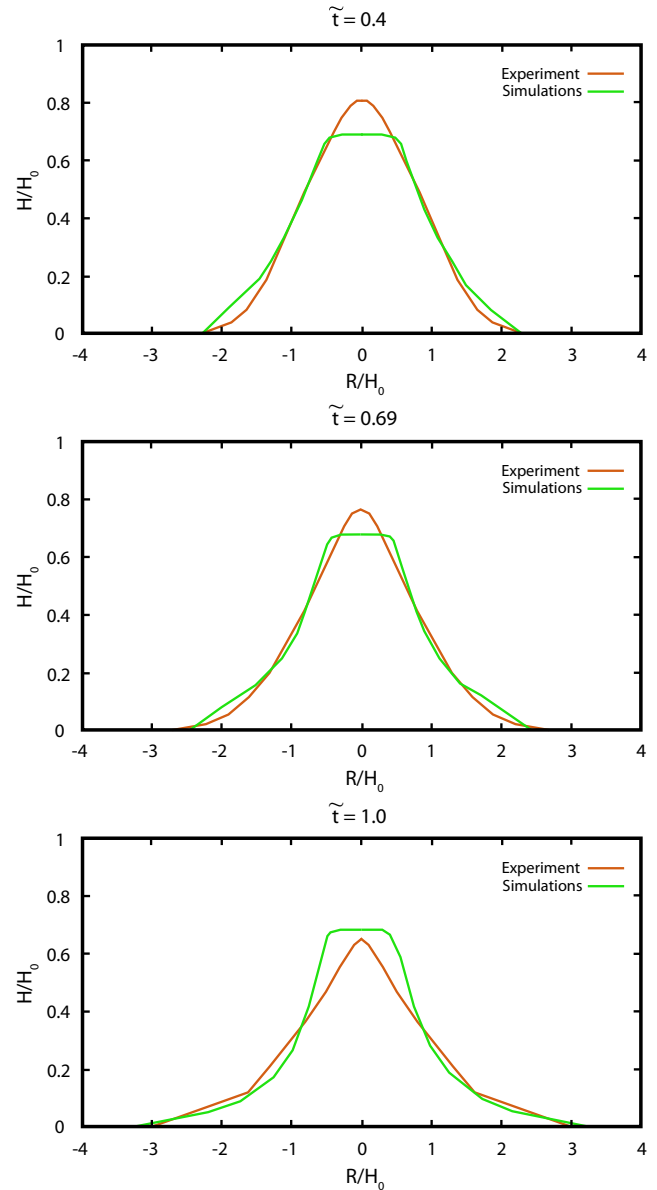 t̃ = 0.4
1
Experiment
Simulations
0.8
0.6
H/H₀
0.4
0.2
0
-4 -3 -2 -1 0 1 2 3 4
R/H₀
t̃ = 0.69
1
Experiment
Simulations
0.8
0.6
H/H₀
0.4
0.2
0
-4 -3 -2 -1 0 1 2 3 4
R/H₀
t̃ = 1.0
1
Experiment
Simulations
0.8
0.6
H/H₀
0.4
0.2
0
-4 -3 -2 -1 0 1 2 3 4
R/H₀